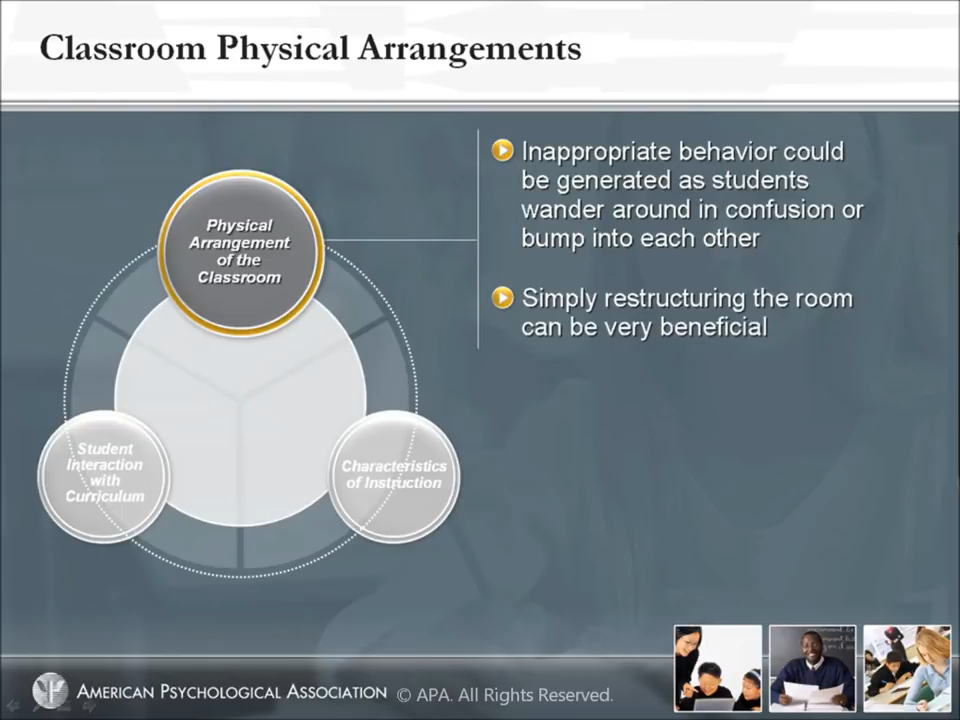 Classroom Physical Arrangements
Physical
Arrangement
of the
Classroom
Student
Interaction
with
Curriculum
Characteristics
of Instruction
Inappropriate behavior could
be generated as students
wander around in confusion or
bump into each other
Simply restructuring the room
can be very beneficial
AMERICAN PSYCHOLOGICAL ASSOCIATION © APA. All Rights Reserved.